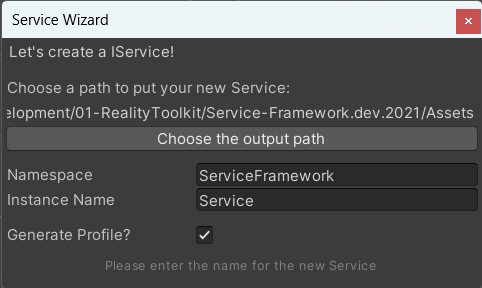 Service Wizard
Let's create a IService!
Choose a path to put your new Service:
elopment/01-RealityToolkit/Service-Framework.dev.2021/Assets
Choose the output path
Namespace ServiceFramework
Instance Name Service
Generate Profile?
Please enter the name for the new Service